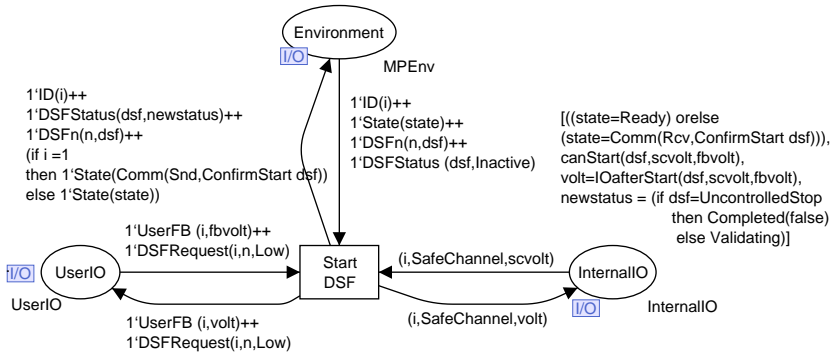 Environment
I/O
MPEnv
1‘ID(i)++
1‘DSFStatus(dsf,newstatus)++
1‘DSFn(n,dsf)++
(if i =1
then 1‘State(Comm(Snd,ConfirmStart dsf))
else 1‘State(state))
1‘ID(i)++
1‘State(state)++
1‘DSFn(n,dsf)++
1‘DSFStatus (dsf,Inactive)
[((state=Ready) orelse
(state=Comm(Rcv,ConfirmStart dsf))),
canStart(dsf,scvolt,fbvolt),
volt=IOafterStart(dsf,scvolt,fbvolt),
newstatus = (if dsf=UncontrolledStop
then Completed(false)
else Validating)]
1‘UserFB (i,fbvolt)++
1‘DSFRequest(i,n,Low)
I/O
UserIO
UserIO
Start
DSF
(i,SafeChannel,scvolt)
InternalIO
I/O
InternalIO
(i,SafeChannel,volt)
1‘UserFB (i,volt)++
1‘DSFRequest(i,n,Low)